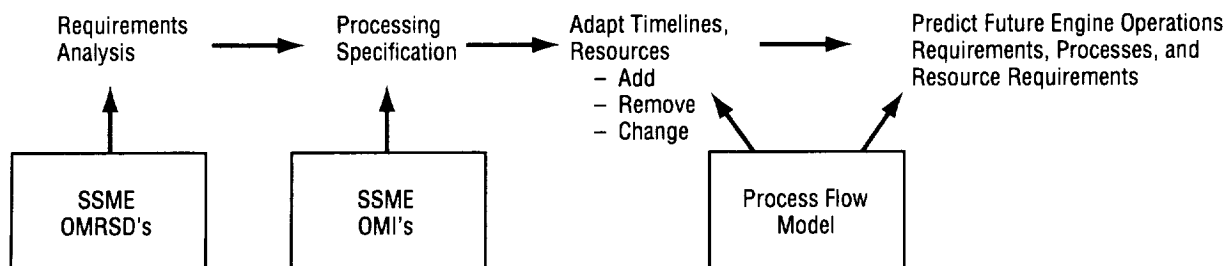 Requirements
Analysis
Processing
Specification
Adapt Timelines,
Resources
– Add
– Remove
– Change
Predict Future Engine Operations
Requirements, Processes, and
Resource Requirements
SSME
OMRSD's
SSME
OMI's
Process Flow
Model